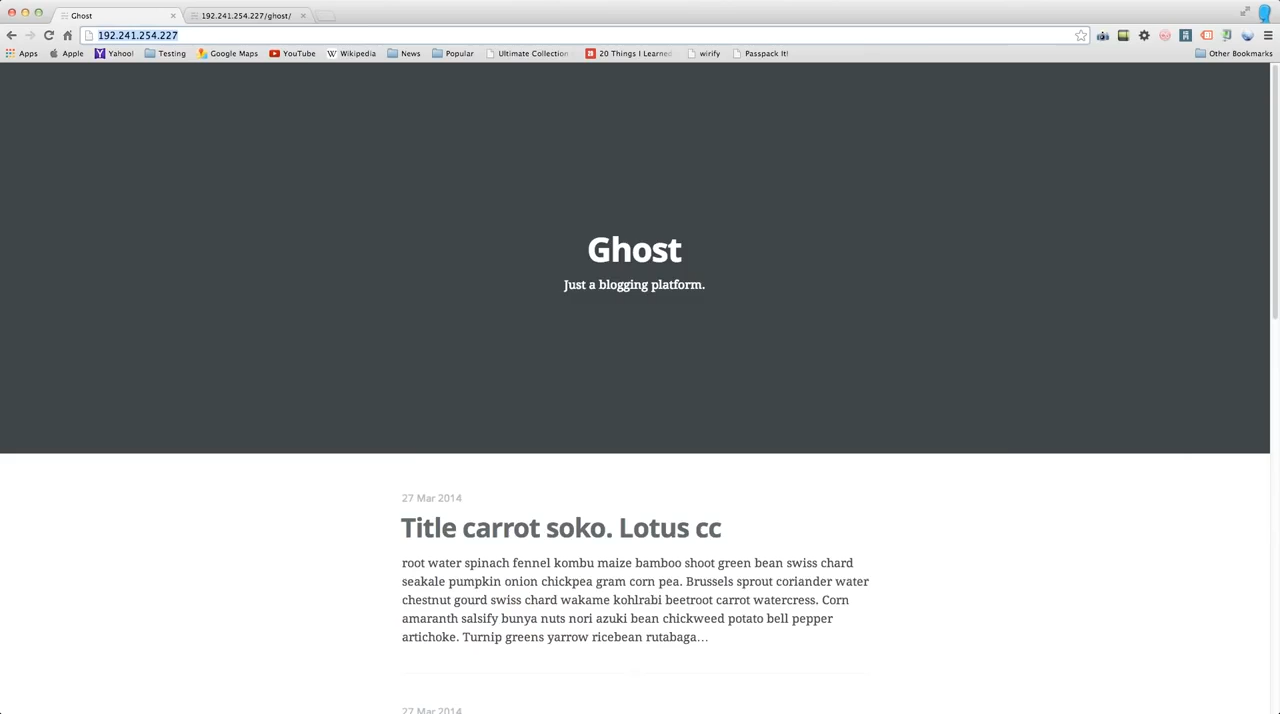 Ghost
192.241.254.227/ghost/
192.241.254.227
Apps Apple Yahoo! Testing Google Maps YouTube Wikipedia News Popular Ultimate Collection 20 Things I Learned wirify Passpack It! Other Bookmarks
Ghost
Just a blogging platform.
27 Mar 2014
Title carrot soko. Lotus cc
root water spinach fennel kombu maize bamboo shoot green bean swiss chard
seakale pumpkin onion chickpea gram corn pea. Brussels sprout coriander water
chestnut gourd swiss chard wakame kohlrabi beetroot carrot watercress. Corn
amaranth salsify bunya nuts nori azuki bean chickweed potato bell pepper
artichoke. Turnip greens yarrow ricebean rutabaga…
27 Mar 2014